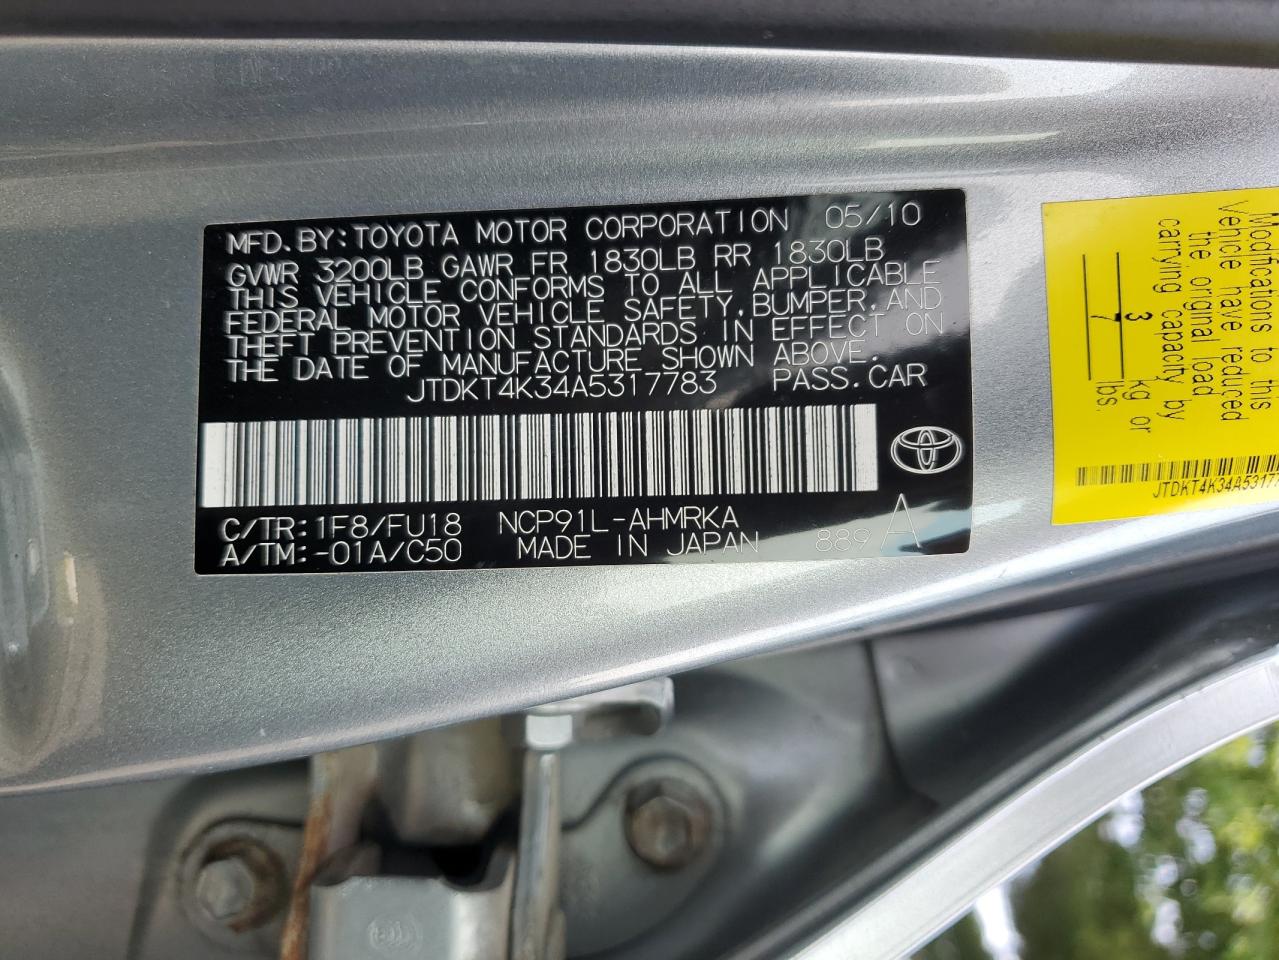 MFD.BY:TOYOTA MOTOR CORPORATION 05/10
GVWR 3200LB GAWR FR 1830LB RR 1830LB
THIS VEHICLE CONFORMS TO ALL APPLICABLE
FEDERAL MOTOR VEHICLE SAFETY,BUMPER,AND
THEFT PREVENTION STANDARDS IN EFFECT ON
THE DATE OF MANUFACTURE SHOWN ABOVE.
JTDKT4K34A5317783 PASS.CAR
C/TR:1F8/FU18 NCP91L-AHMRKA
A/TM:-01A/C50 MADE IN JAPAN 889 A
Modifications to this
vehicle have reduced
the original load
carrying capacity by
3 kg or
7 lbs.
JTDKT4K34A5317